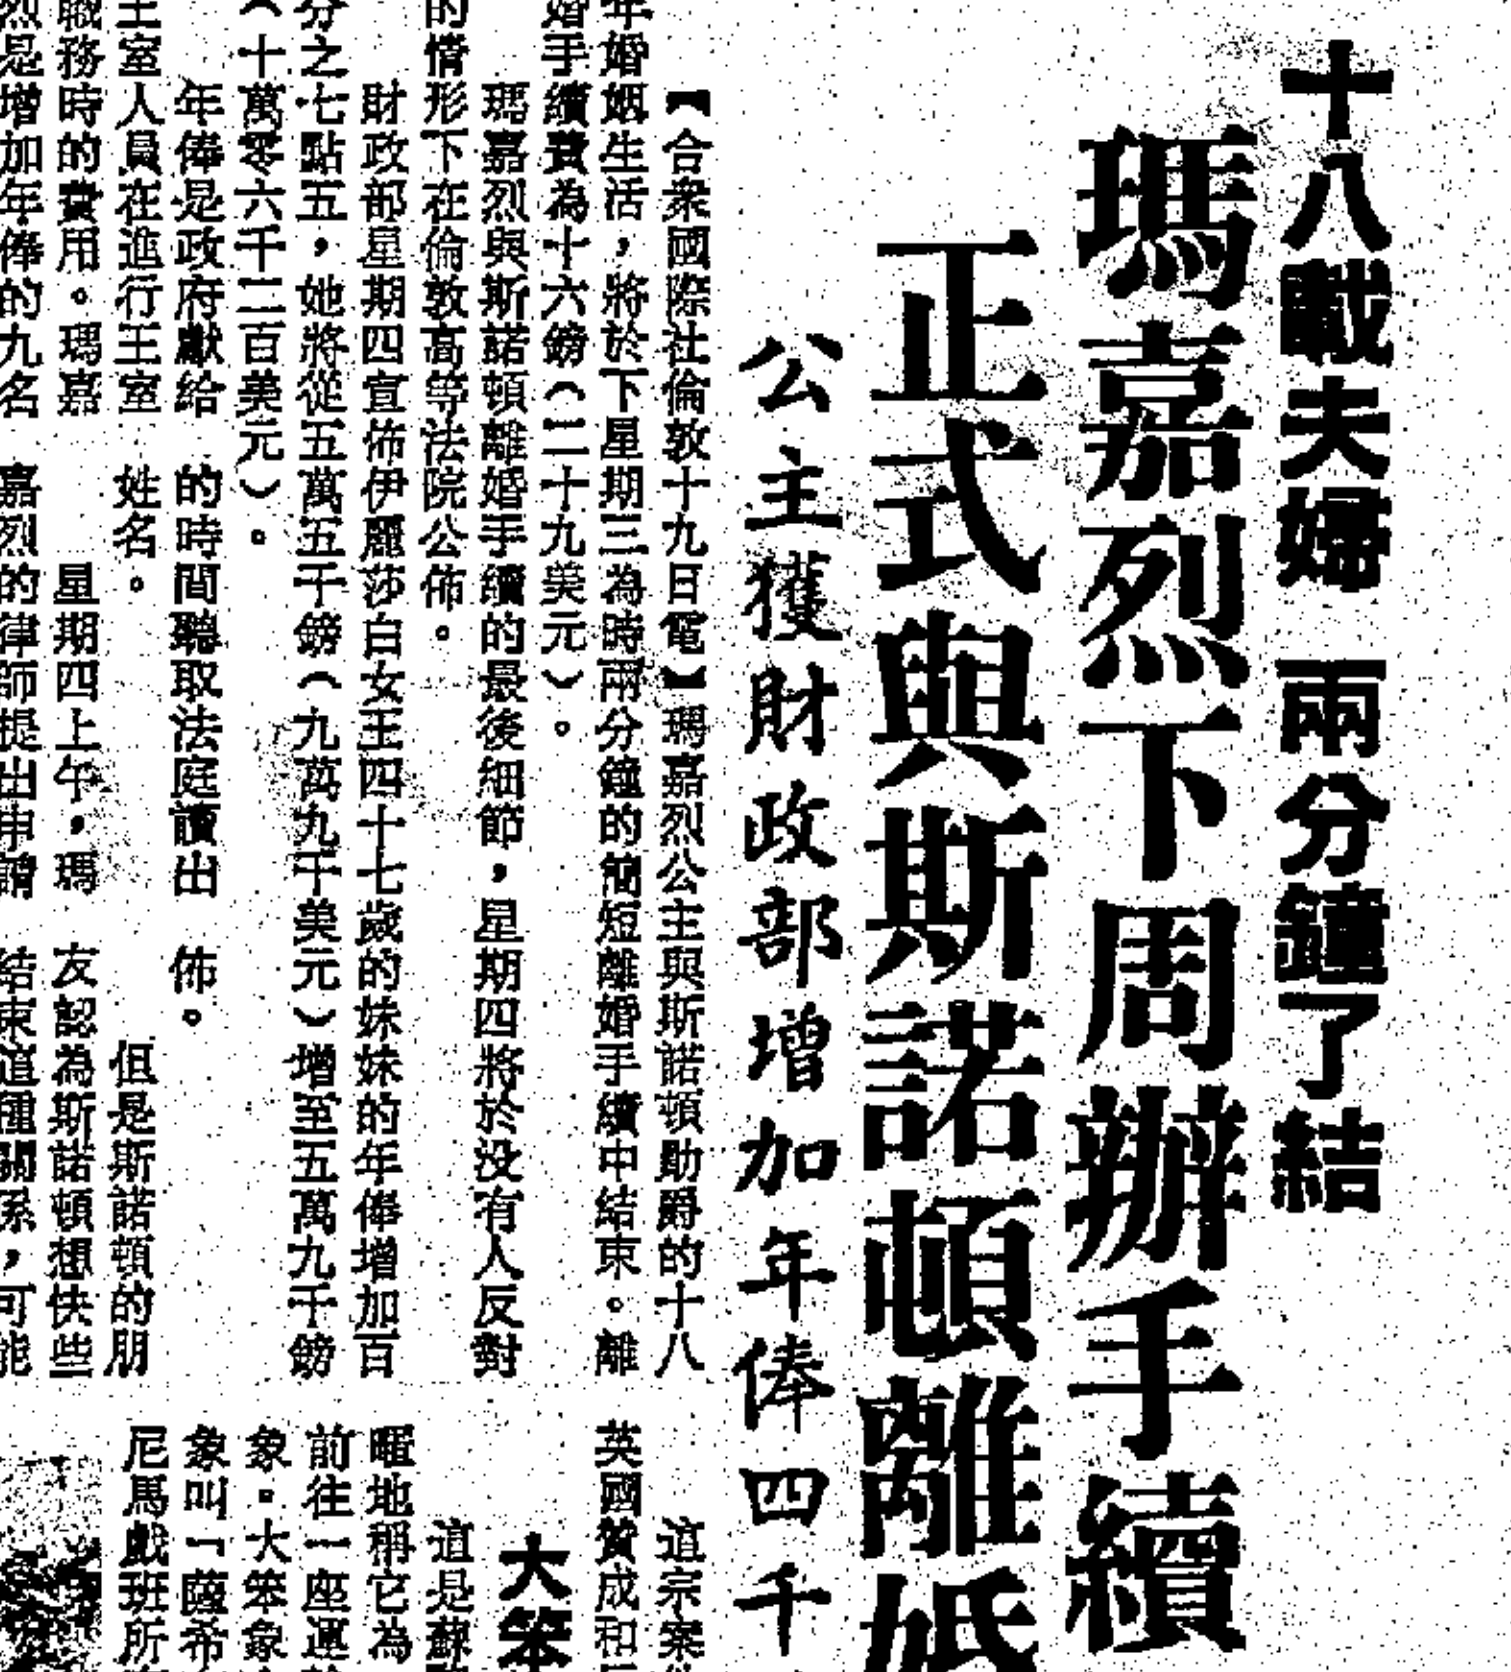 十八載夫婦 兩分鐘了結
瑪嘉烈下周辦手續
正式與斯諾頓離婚
公主獲財政部增加年俸四千
【合衆國際社倫敦十九日電】瑪嘉烈公主與斯諾頓勳爵的十八
年婚姻生活，將於下星期三為時兩分鐘的簡短離婚手續中结束。離
婚手續費為十六鎊（二十九美元）。
瑪嘉烈與斯諾頓離婚手續的最後細節，星期四將於没有人反對
的情形下在倫敦高等法院公佈。
財政部星期四宣佈伊麗莎白女王四十七歲的妹妹的年俸增加百
分之七點五，她將從五萬五千鎊（九萬九千美元）增至五萬九千鎊
（十萬零六千二百美元）。
年俸是政府獻給
王室人員在進行王室
職務時的費用。瑪嘉
烈是增加年俸的九名
的時間聽取法庭讀出
姓名。
星期四上午，瑪
嘉烈的律師提出申請
佈。
但是斯諾頓的朋
友認為斯諾頓想快些
结束這種關系，可能
這宗案
英國贊成和
大笨
這是蘇
暱地稱它為
前往一座運
象。大笨象
象叫「薩希
尼馬戲班所